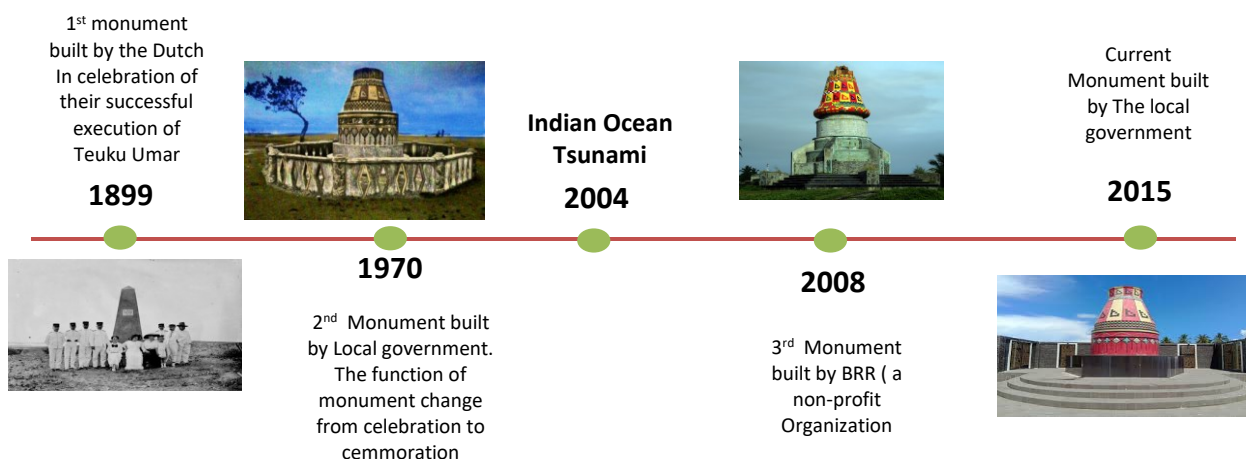 1st monument
built by the Dutch
In celebration of
their successful
execution of
Teuku Umar
1899
1970
2nd Monument built
by Local government.
The function of
monument change
from celebration to
cemmoration
Indian Ocean
Tsunami
2004
2008
3rd Monument
built by BRR ( a
non-profit
Organization
Current
Monument built
by The local
government
2015